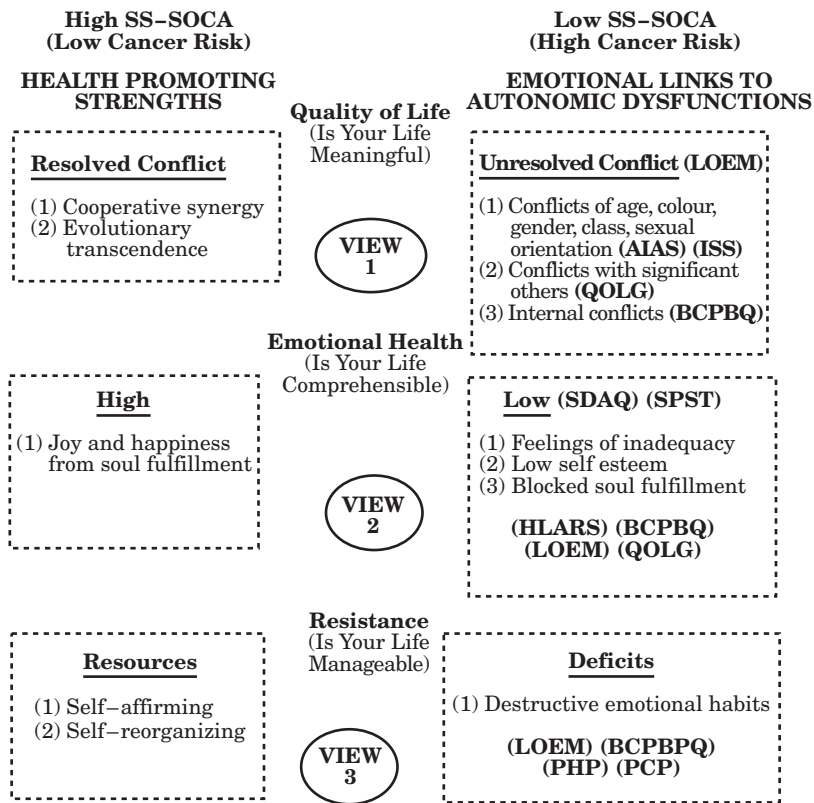 High SS–SOCA
(Low Cancer Risk)
HEALTH PROMOTING
STRENGTHS
Low SS–SOCA
(High Cancer Risk)
EMOTIONAL LINKS TO
AUTONOMIC DYSFUNCTIONS
Quality of Life
(Is Your Life
Meaningful)
Resolved Conflict
(1) Cooperative synergy
(2) Evolutionary
transcendence
VIEW
1
Unresolved Conflict (LOEM)
(1) Conflicts of age, colour,
gender, class, sexual
orientation (AIAS) (ISS)
(2) Conflicts with significant
others (QOLG)
(3) Internal conflicts (BCPBQ)
Emotional Health
(Is Your Life
Comprehensible)
High
(1) Joy and happiness
from soul fulfillment
VIEW
2
Low (SDAQ) (SPST)
(1) Feelings of inadequacy
(2) Low self esteem
(3) Blocked soul fulfillment
(HLARS) (BCPBQ)
(LOEM) (QOLG)
Resistance
(Is Your Life
Manageable)
Resources
(1) Self–affirming
(2) Self–reorganizing
VIEW
3
Deficits
(1) Destructive emotional habits
(LOEM) (BCPBPQ)
(PHP) (PCP)